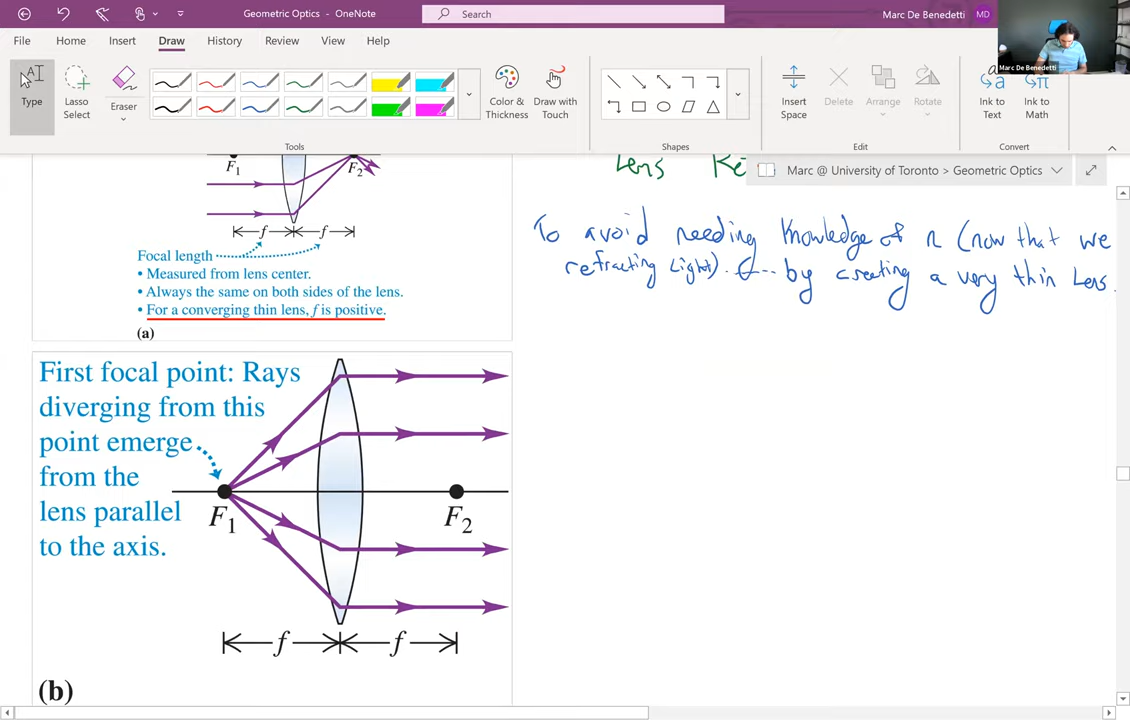 Geometric Optics - OneNote
Search
Marc De Benedetti
MD
File
Home
Insert
Draw
History
Review
View
Help
Marc De Benedetti
Type
Lasso
Select
Eraser
Color &
Thickness
Draw with
Touch
Insert
Space
Delete
Arrange
Rotate
Ink to
Text
Ink to
Math
Tools
Shapes
Edit
Convert
Marc @ University of Toronto > Geometric Optics
F1
F2
f
f
Focal length
• Measured from lens center.
• Always the same on both sides of the lens.
• For a converging thin lens, f is positive.
(a)
Lens
To avoid needing Knowledge of n (now that we
refracting Light). by creating a very thin Lens.
First focal point: Rays
diverging from this
point emerge
from the
lens parallel
to the axis.
F1
F2
f
f
(b)